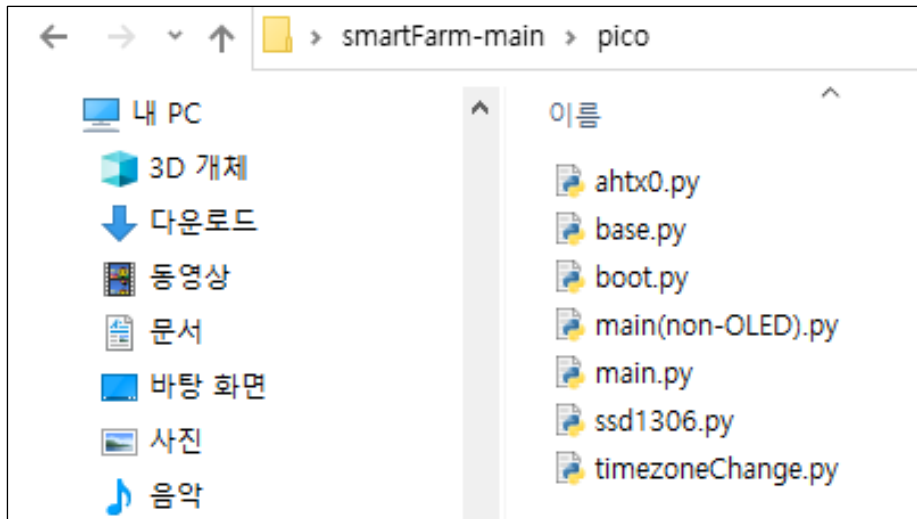 smartFarm-main > pico
내 PC
3D 개체
다운로드
동영상
문서
바탕 화면
사진
음악
이름
ahtx0.py
base.py
boot.py
main(non-OLED).py
main.py
ssd1306.py
timezoneChange.py